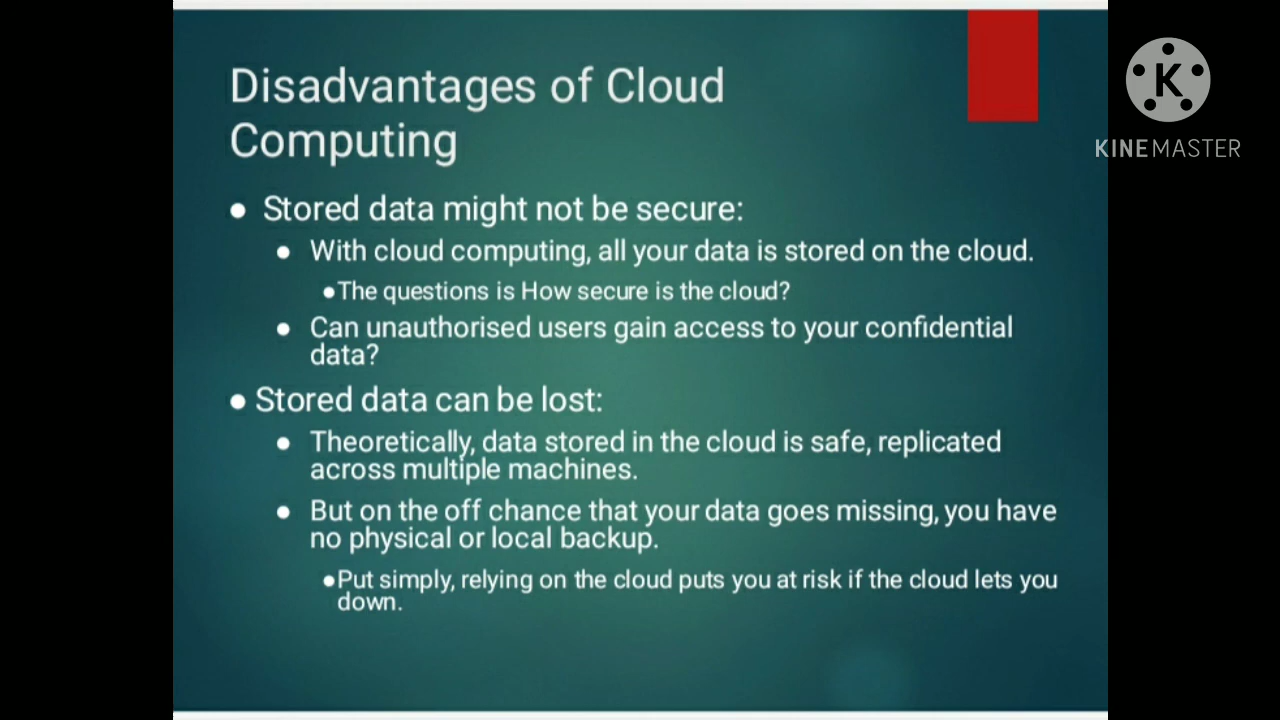 Disadvantages of Cloud
Computing
● Stored data might not be secure:
● With cloud computing, all your data is stored on the cloud.
●The questions is How secure is the cloud?
● Can unauthorised users gain access to your confidential
data?
● Stored data can be lost:
● Theoretically, data stored in the cloud is safe, replicated
across multiple machines.
● But on the off chance that your data goes missing, you have
no physical or local backup.
●Put simply, relying on the cloud puts you at risk if the cloud lets you
down.
K
KINEMASTER